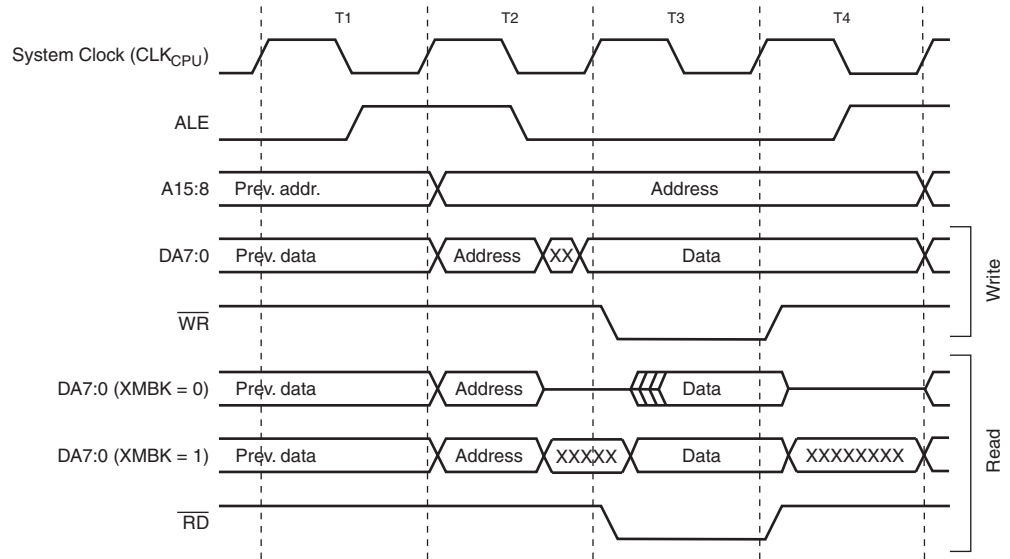 T1 T2 T3 T4
System Clock (CLKCPU)
ALE
A15:8 Prev. addr. Address
DA7:0 Prev. data Address XX Data
WR
Write
DA7:0 (XMBK = 0) Prev. data Address Data
DA7:0 (XMBK = 1) Prev. data Address XXXXX Data XXXXXXXX
RD
Read